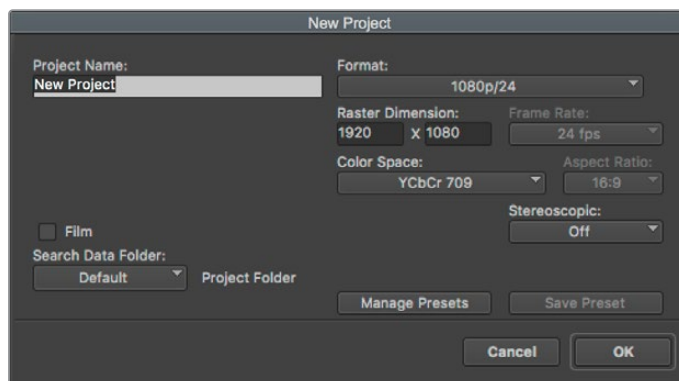 New Project
Project Name:
New Project
Format:
1080p/24
Raster Dimension:
Frame Rate:
1920 x 1080
24 fps
Color Space:
Aspect Ratio:
YCbCr 709
16:9
Stereoscopic:
Off
Film
Search Data Folder:
Default
Project Folder
Manage Presets
Save Preset
Cancel
OK